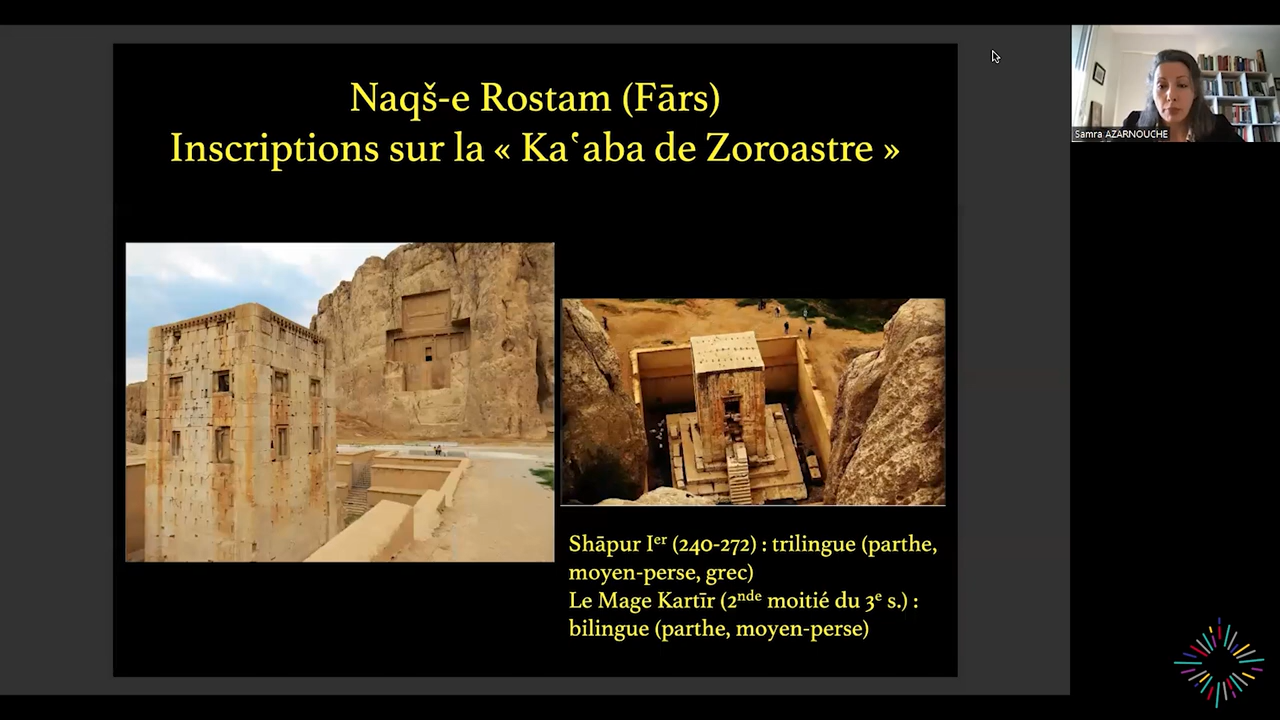 Naqš-e Rostam (Fārs)
Inscriptions sur la « Kaʿaba de Zoroastre »
Shāpur Iᵉʳ (240-272) : trilingue (parthe,
moyen-perse, grec)
Le Mage Kartīr (2ⁿᵈᵉ moitié du 3ᵉ s.) :
bilingue (parthe, moyen-perse)
Samra AZARNOUCHE